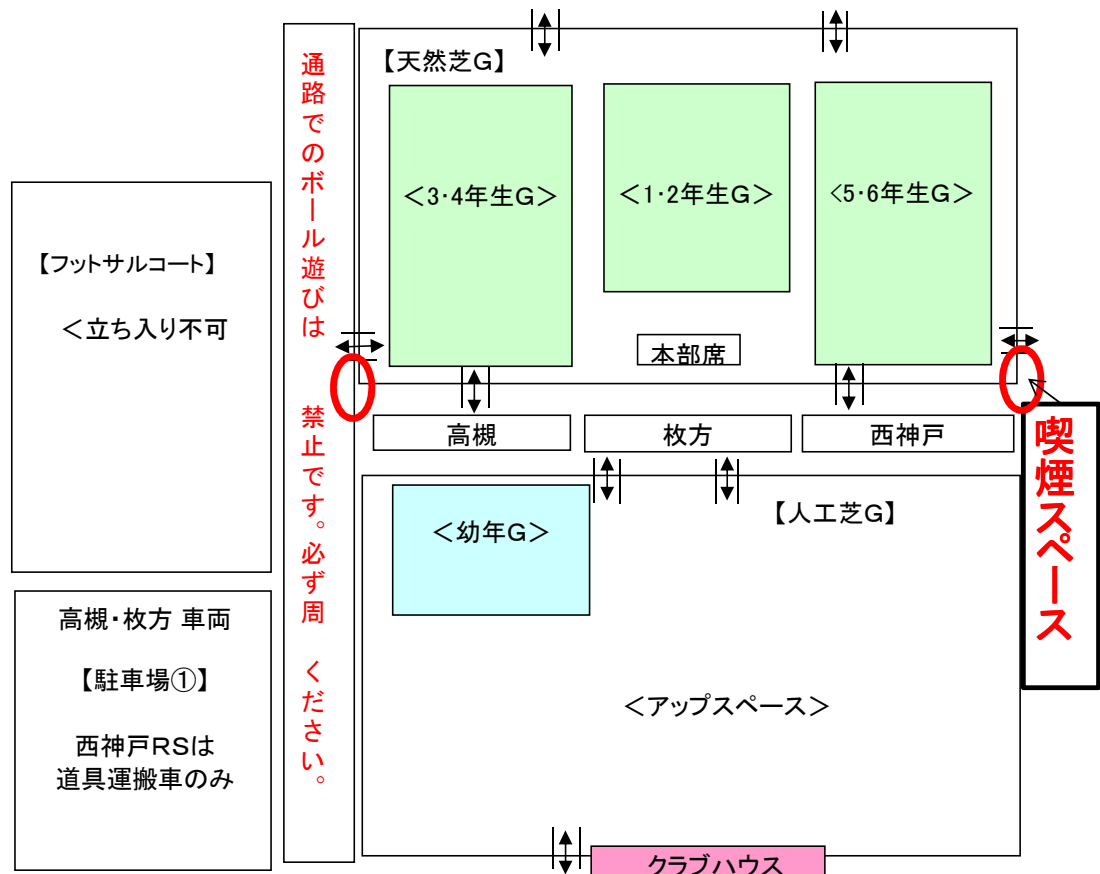 【天然芝G】
＜3・4年生G＞
＜1・2年生G＞
＜5・6年生G＞
本部席
通路でのボール遊びは
禁止です。必ず周
ください。
【フットサルコート】
＜立ち入り不可
高槻
枚方
西神戸
喫煙スペース
【人工芝G】
＜幼年G＞
＜アップスペース＞
高槻・枚方 車両
【駐車場①】
西神戸RSは
道具運搬車のみ
クラブハウス